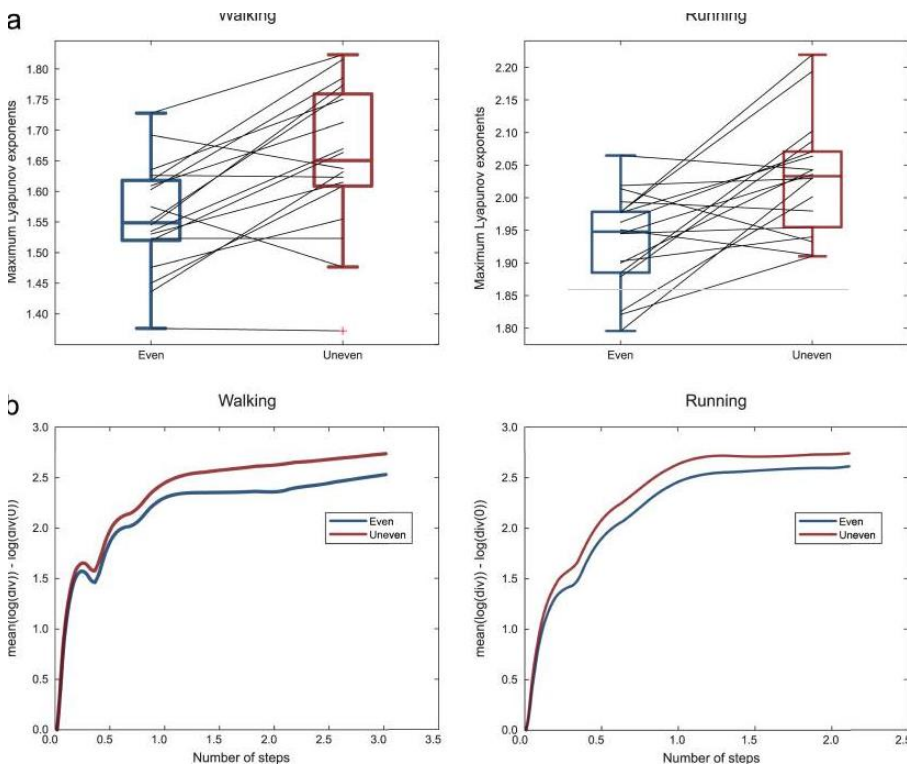 a
Walking
Running
Maximum Lyapunov exponents
1.80
1.75
1.70
1.65
1.60
1.55
1.50
1.45
1.40
Even
Uneven
Maximum Lyapunov exponents
2.20
2.15
2.10
2.05
2.00
1.95
1.90
1.85
1.80
Even
Uneven
b
Walking
Running
mean(log(div)) - log(div(0))
3.0
2.5
2.0
1.5
1.0
0.5
0.0
Even
Uneven
0.0
0.5
1.0
1.5
2.0
2.5
3.0
3.5
Number of steps
mean(log(div)) - log(div(0))
3.0
2.5
2.0
1.5
1.0
0.5
0.0
Even
Uneven
0.0
0.5
1.0
1.5
2.0
2.5
Number of steps